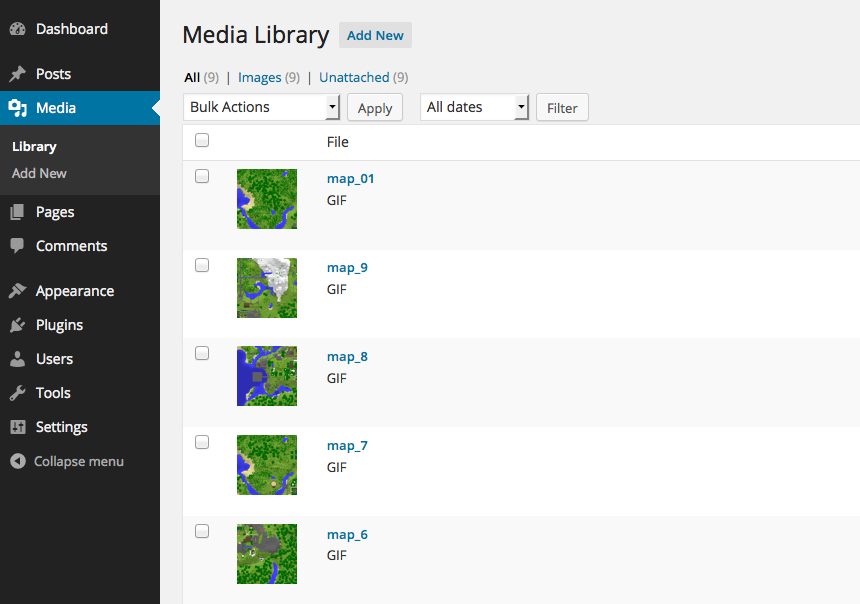 Dashboard
Posts
Media
Library
Add New
Pages
Comments
Appearance
Plugins
Users
Tools
Settings
Collapse menu
Media Library Add New
All (9) | Images (9) | Unattached (9)
Bulk Actions Apply All dates Filter
File
map_01
GIF
map_9
GIF
map_8
GIF
map_7
GIF
map_6
GIF